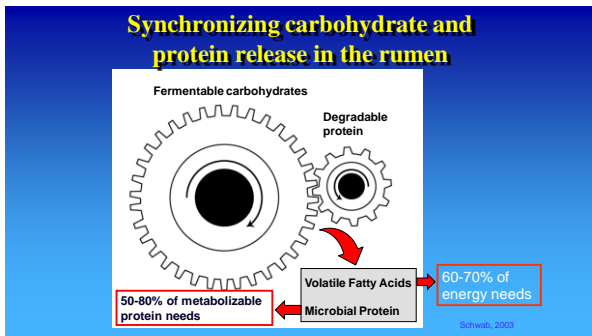 Synchronizing carbohydrate and
protein release in the rumen
Fermentable carbohydrates
Degradable
protein
Volatile Fatty Acids
Microbial Protein
60-70% of
energy needs
50-80% of metabolizable
protein needs
Schwab, 2003